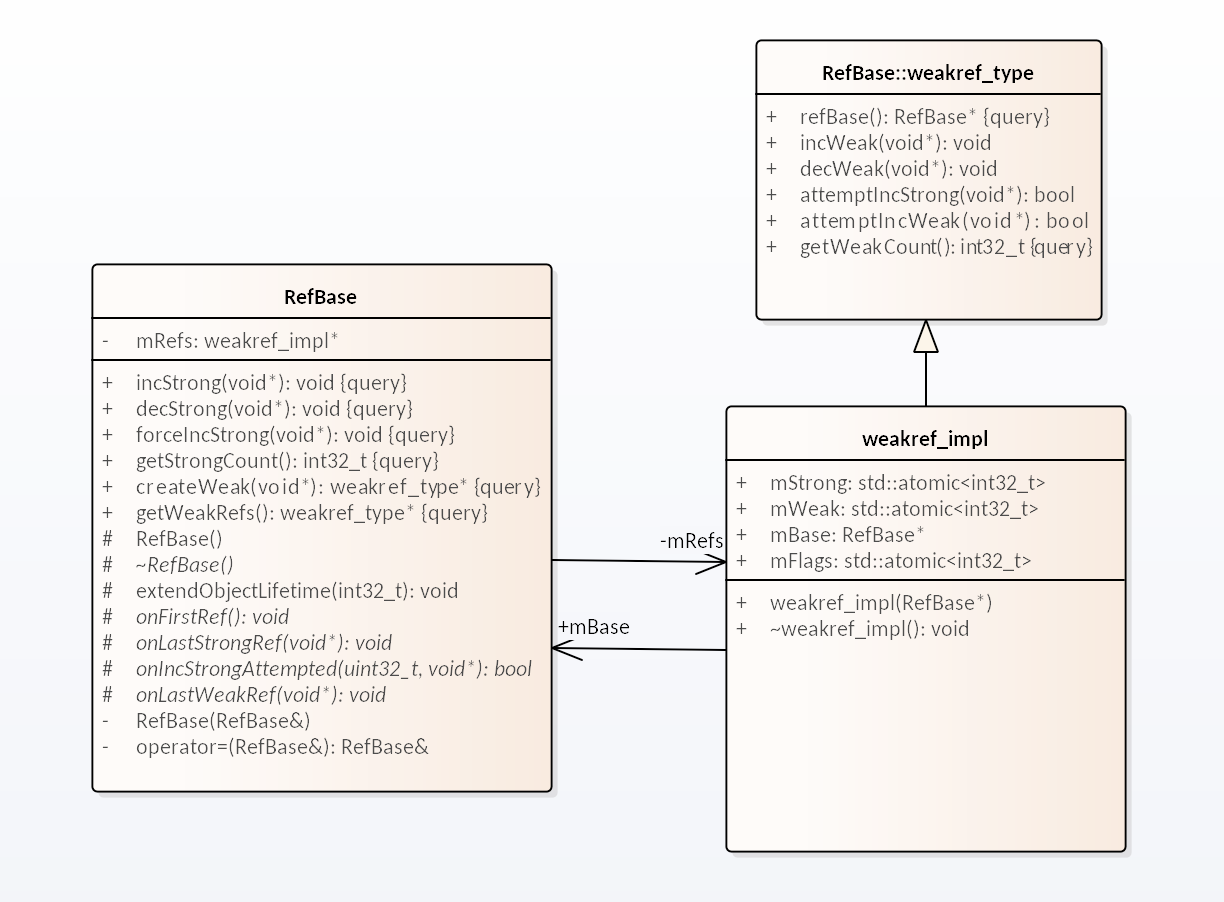 RefBase::weakref_type
+ refBase(): RefBase* {query}
+ incWeak(void*): void
+ decWeak(void*): void
+ attemptIncStrong(void*): bool
+ attemptIncWeak(void*): bool
+ getWeakCount(): int32_t {query}
RefBase
- mRefs: weakref_impl*
+ incStrong(void*): void {query}
+ decStrong(void*): void {query}
+ forceIncStrong(void*): void {query}
+ getStrongCount(): int32_t {query}
+ createWeak(void*): weakref_type* {query}
+ getWeakRefs(): weakref_type* {query}
# RefBase()
# ~RefBase()
# extendObjectLifetime(int32_t): void
# onFirstRef(): void
# onLastStrongRef(void*): void
# onIncStrongAttempted(uint32_t, void*): bool
# onLastWeakRef(void*): void
- RefBase(RefBase&)
- operator=(RefBase&): RefBase&
-mRefs
+mBase
weakref_impl
+ mStrong: std::atomic<int32_t>
+ mWeak: std::atomic<int32_t>
+ mBase: RefBase*
+ mFlags: std::atomic<int32_t>
+ weakref_impl(RefBase*)
+ ~weakref_impl(): void